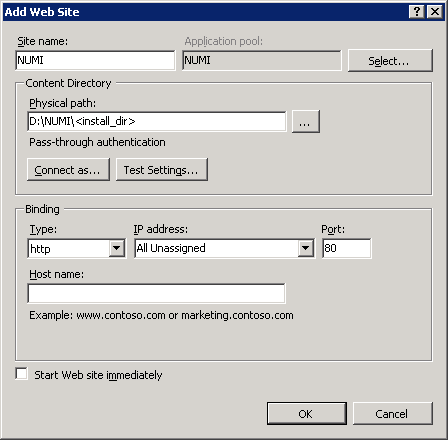 Add Web Site
Site name:
Application pool:
NUMI
NUMI
Select...
Content Directory
Physical path:
D:\NUMI\<install_dir>
...
Pass-through authentication
Connect as...
Test Settings...
Binding
Type:
IP address:
Port:
http
All Unassigned
80
Host name:
Example: www.contoso.com or marketing.contoso.com
Start Web site immediately
OK
Cancel